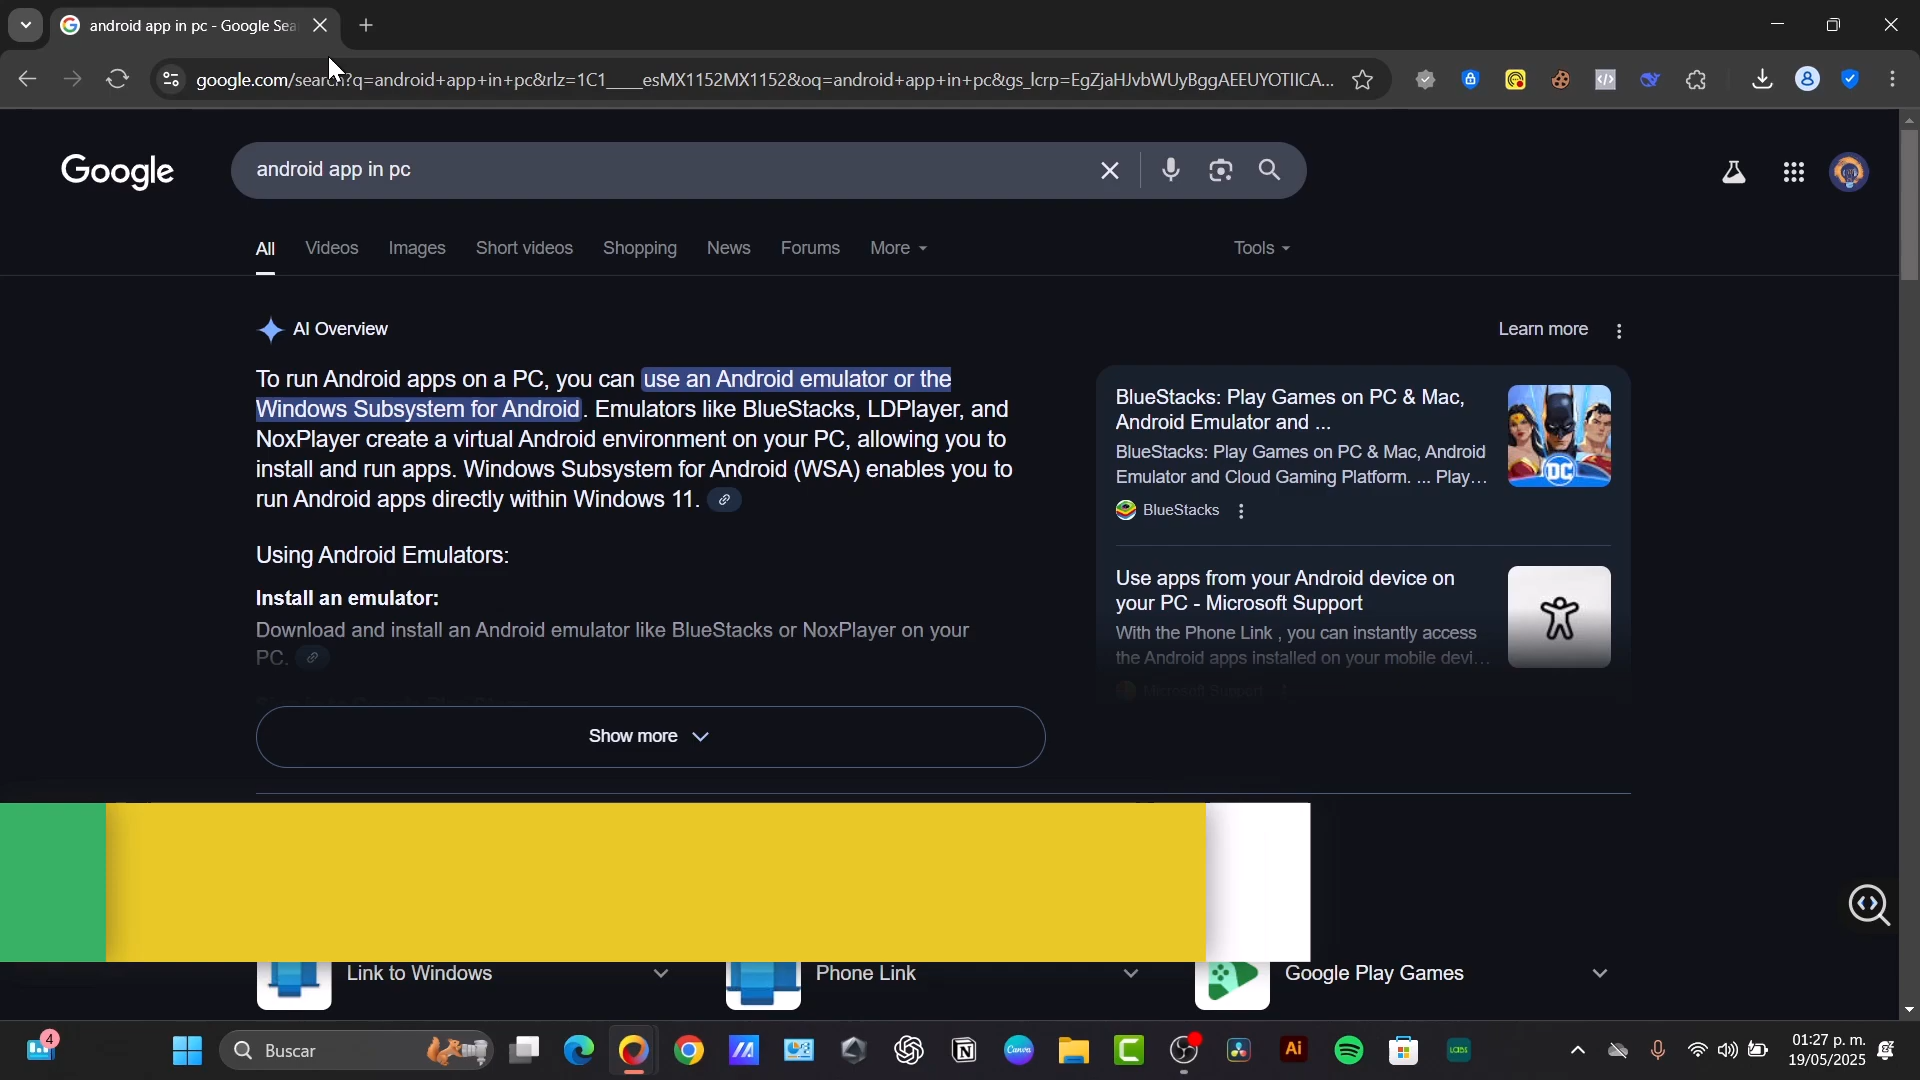 android app in pc - Google Sea
google.com/search?q=android+app+in+pc&rlz=1C1____esMX1152MX1152&oq=android+app+in+pc&gs_lcrp=EgZjaHJvbWUyBggAEEUYOTIICA...
Google
android app in pc
All Videos Images Short videos Shopping News Forums More Tools
AI Overview
Learn more
To run Android apps on a PC, you can use an Android emulator or the
Windows Subsystem for Android. Emulators like BlueStacks, LDPlayer, and
NoxPlayer create a virtual Android environment on your PC, allowing you to
install and run apps. Windows Subsystem for Android (WSA) enables you to
run Android apps directly within Windows 11.
Using Android Emulators:
Install an emulator:
Download and install an Android emulator like BlueStacks or NoxPlayer on your
PC.
Show more
BlueStacks: Play Games on PC & Mac,
Android Emulator and ...
BlueStacks: Play Games on PC & Mac, Android
Emulator and Cloud Gaming Platform. ... Play...
DC
BlueStacks
Use apps from your Android device on
your PC - Microsoft Support
With the Phone Link , you can instantly access
the Android apps installed on your mobile devi...
Microsoft Support
Link to Windows
Phone Link
Google Play Games
4
Buscar
Canva
Ai
LABS
01:27 p. m.
19/05/2025